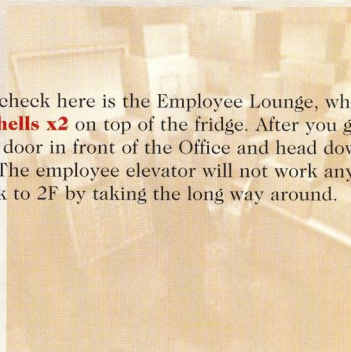 check here is the Employee Lounge, wh
hells x2 on top of the fridge. After you g
door in front of the Office and head dow
The employee elevator will not work any
k to 2F by taking the long way around.